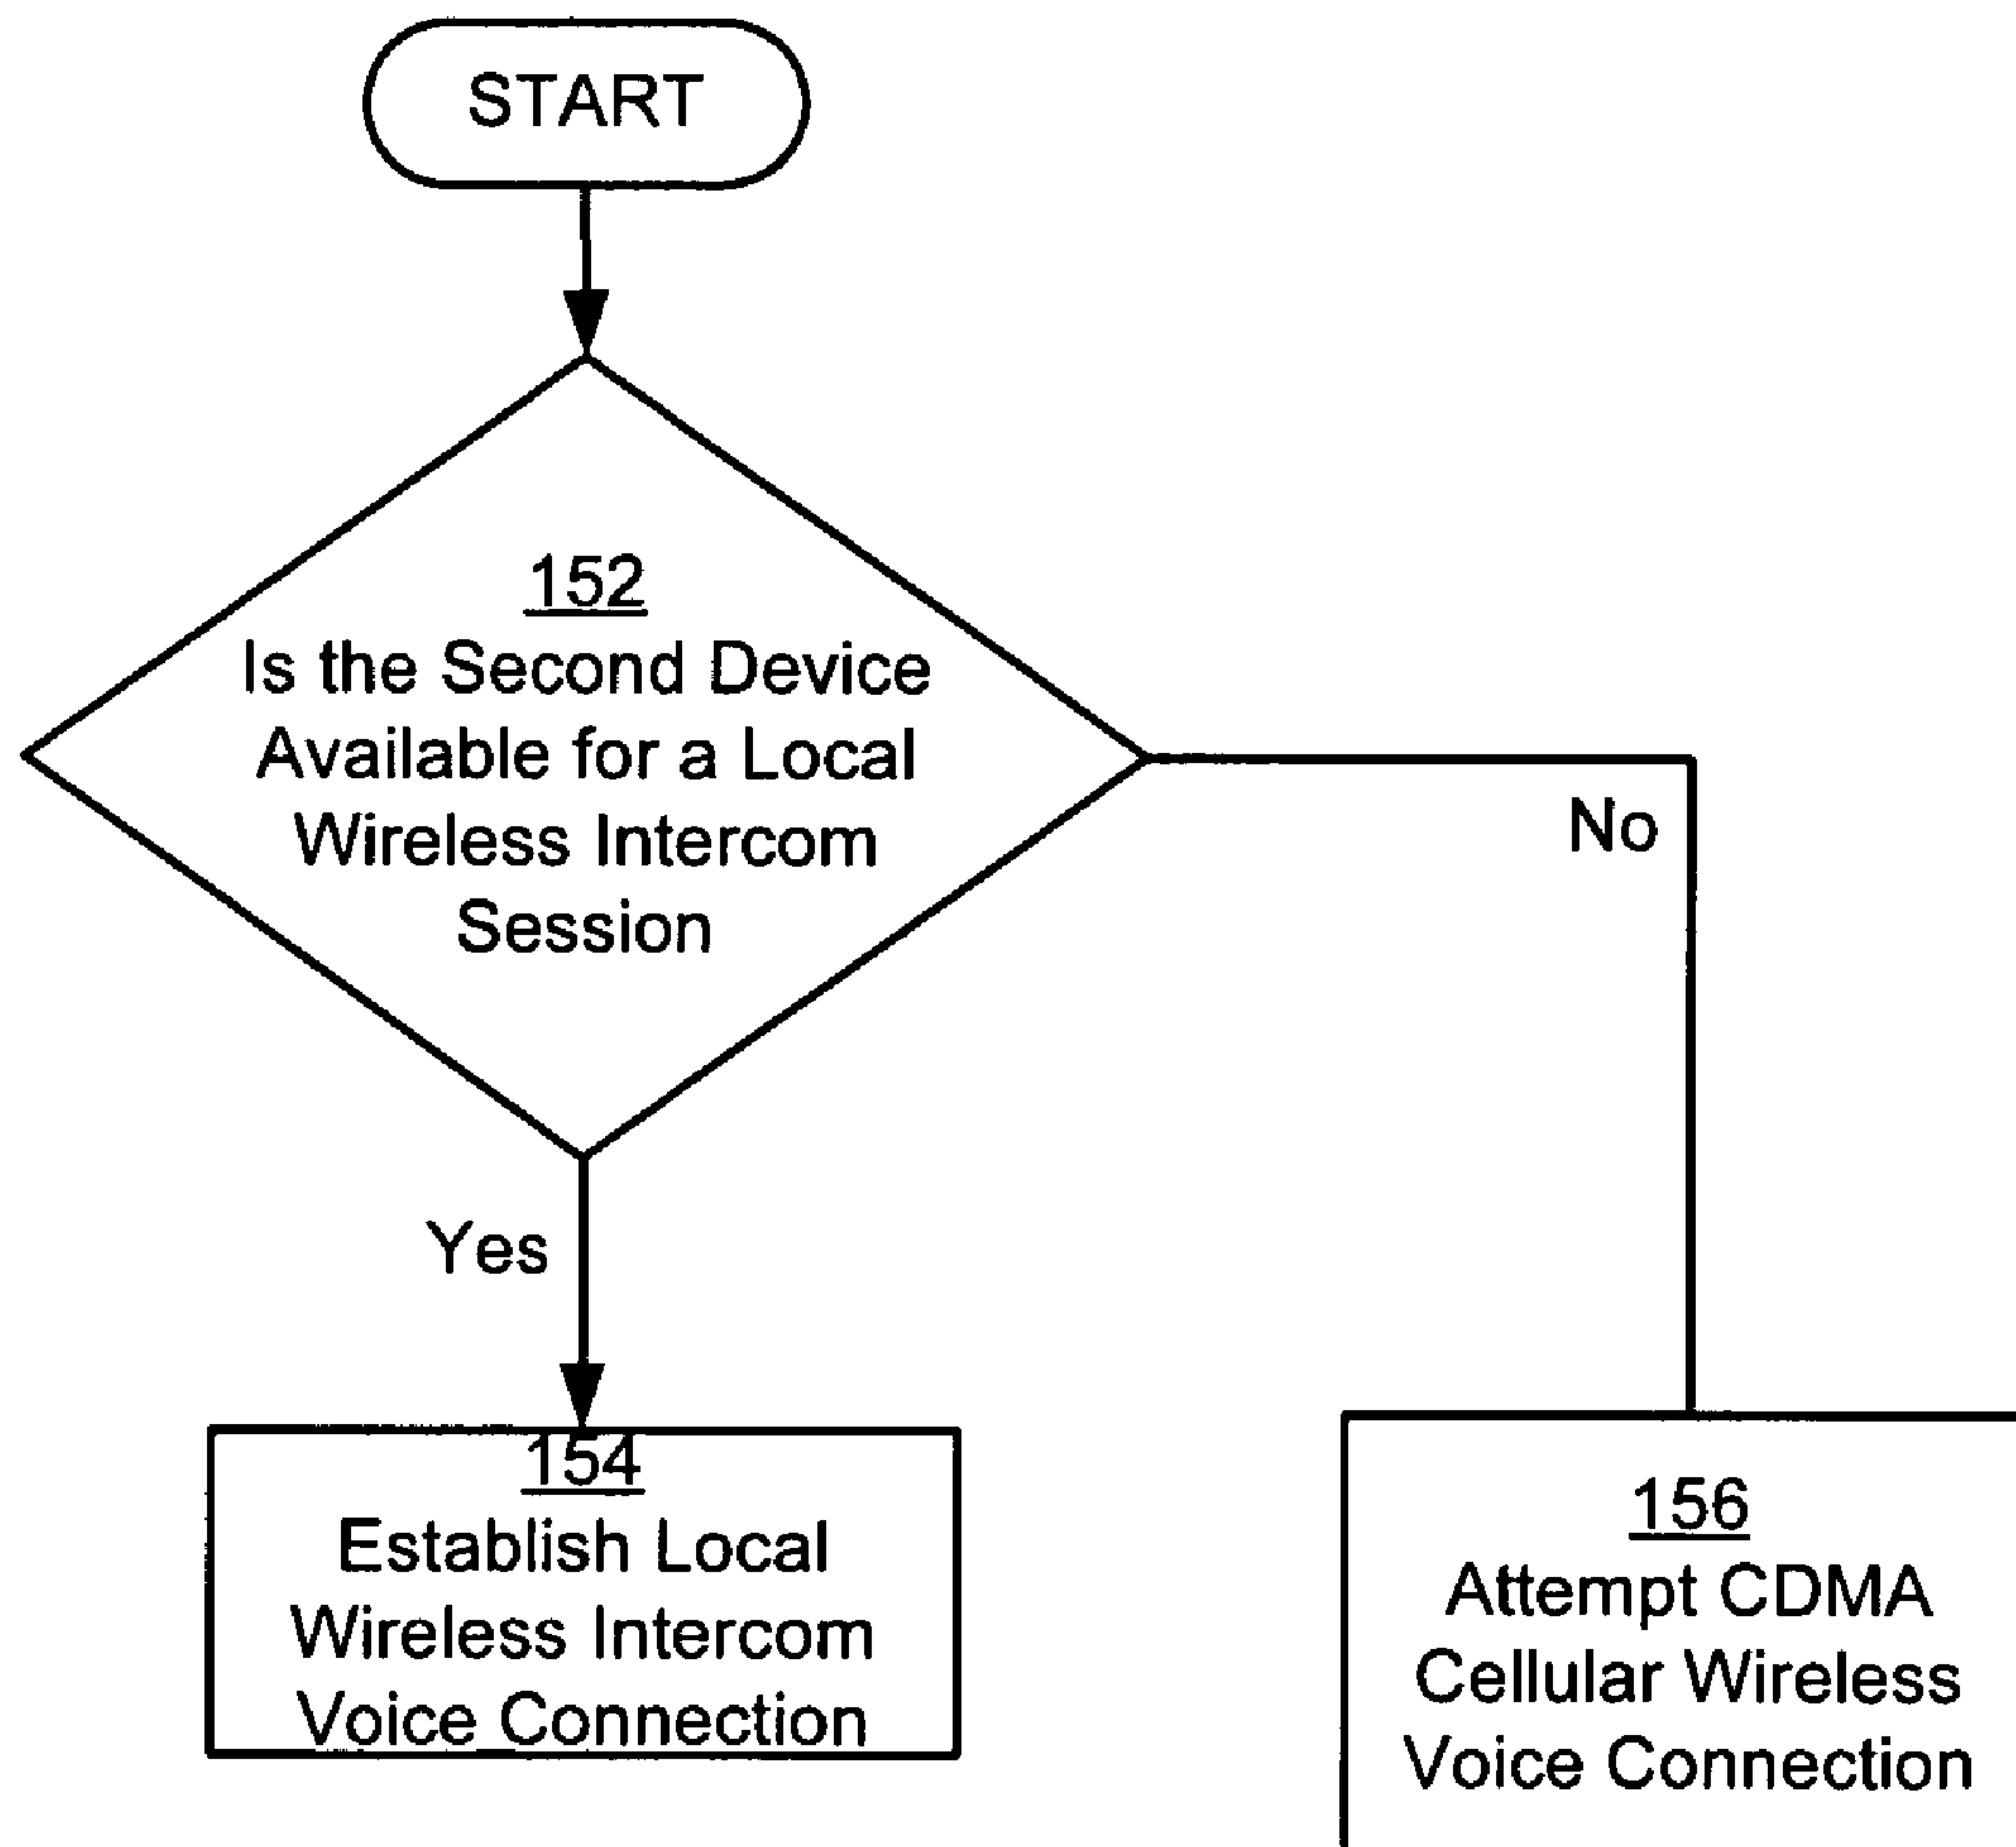 START
152
Is the Second Device
Available for a Local
Wireless Intercom
Session
No
Yes
154
Establish Local
Wireless Intercom
Voice Connection
156
Attempt CDMA
Cellular Wireless
Voice Connection